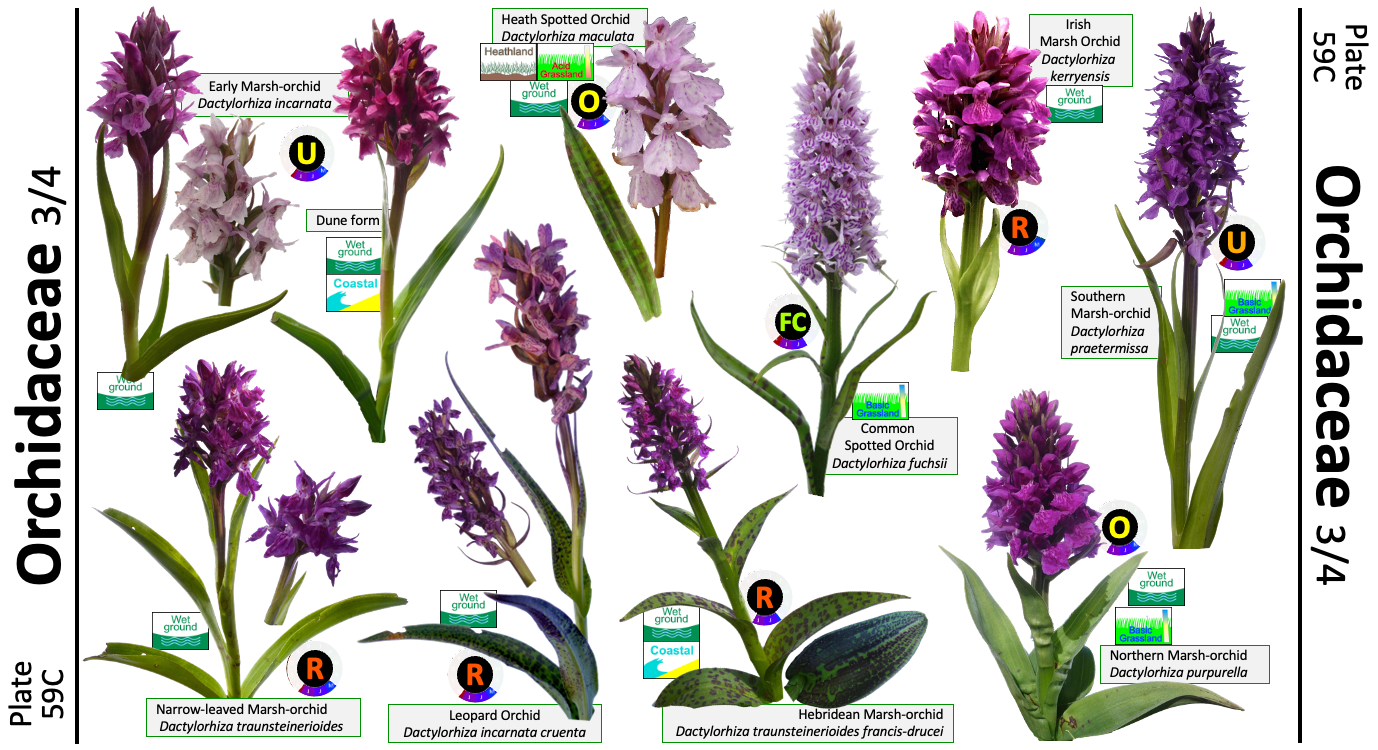 Plate
59C
Orchidaceae 3/4
Early Marsh-orchid
Dactylorhiza incarnata
U
Dune form
Wet
ground
Coastal
Wet
ground
Heath Spotted Orchid
Dactylorhiza maculata
Heathland
Acid
Grassland
Wet
ground
O
FC
Basic
Grassland
Common
Spotted Orchid
Dactylorhiza fuchsii
Irish
Marsh Orchid
Dactylorhiza
kerryensis
Wet
ground
R
U
Southern
Marsh-orchid
Dactylorhiza
praetermissa
Basic
Grassland
Wet
ground
Wet
ground
R
Narrow-leaved Marsh-orchid
Dactylorhiza traunsteinerioides
Wet
ground
R
Leopard Orchid
Dactylorhiza incarnata cruenta
Wet
ground
Coastal
R
Hebridean Marsh-orchid
Dactylorhiza traunsteinerioides francis-drucei
O
Wet
ground
Basic
Grassland
Northern Marsh-orchid
Dactylorhiza purpurella
Plate
59C
Orchidaceae 3/4